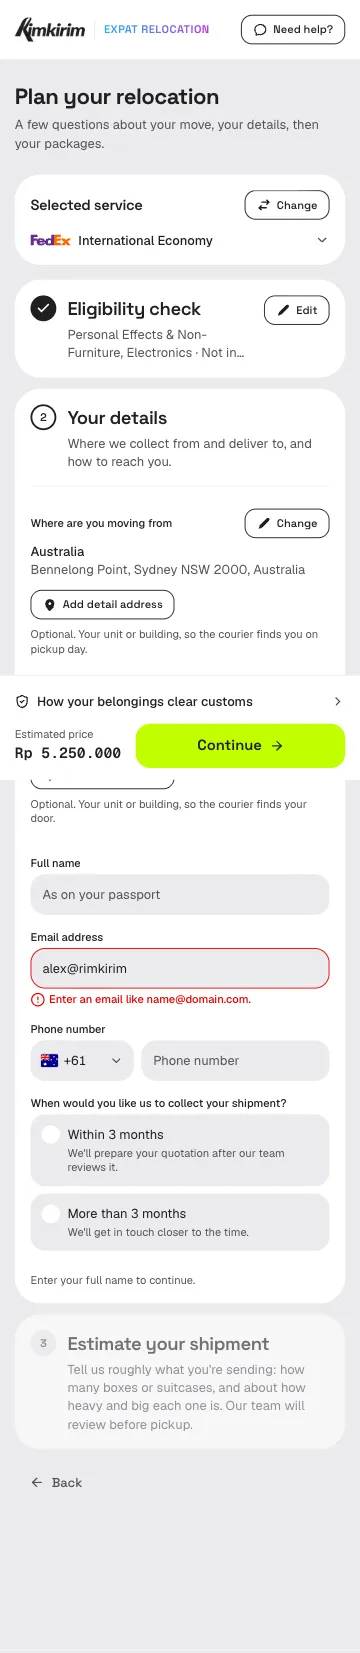 Rimkirim
EXPAT RELOCATION
Need help?
Plan your relocation
A few questions about your move, your details, then
your packages.
Selected service
Change
FedEx
International Economy
Eligibility check
Edit
Personal Effects & Non-
Furniture, Electronics · Not in...
2
Your details
Where we collect from and deliver to, and
how to reach you.
Where are you moving from
Change
Australia
Bennelong Point, Sydney NSW 2000, Australia
Add detail address
Optional. Your unit or building, so the courier finds you on
pickup day.
How your belongings clear customs
Estimated price
Rp 5.250.000
Continue
Optional. Your unit or building, so the courier finds your
door.
Full name
As on your passport
Email address
alex@rimkirim
Enter an email like name@domain.com.
Phone number
+61
Phone number
When would you like us to collect your shipment?
Within 3 months
We'll prepare your quotation after our team
reviews it.
More than 3 months
We'll get in touch closer to the time.
Enter your full name to continue.
3
Estimate your shipment
Tell us roughly what you're sending: how
many boxes or suitcases, and about how
heavy and big each one is. Our team will
review before pickup.
Back